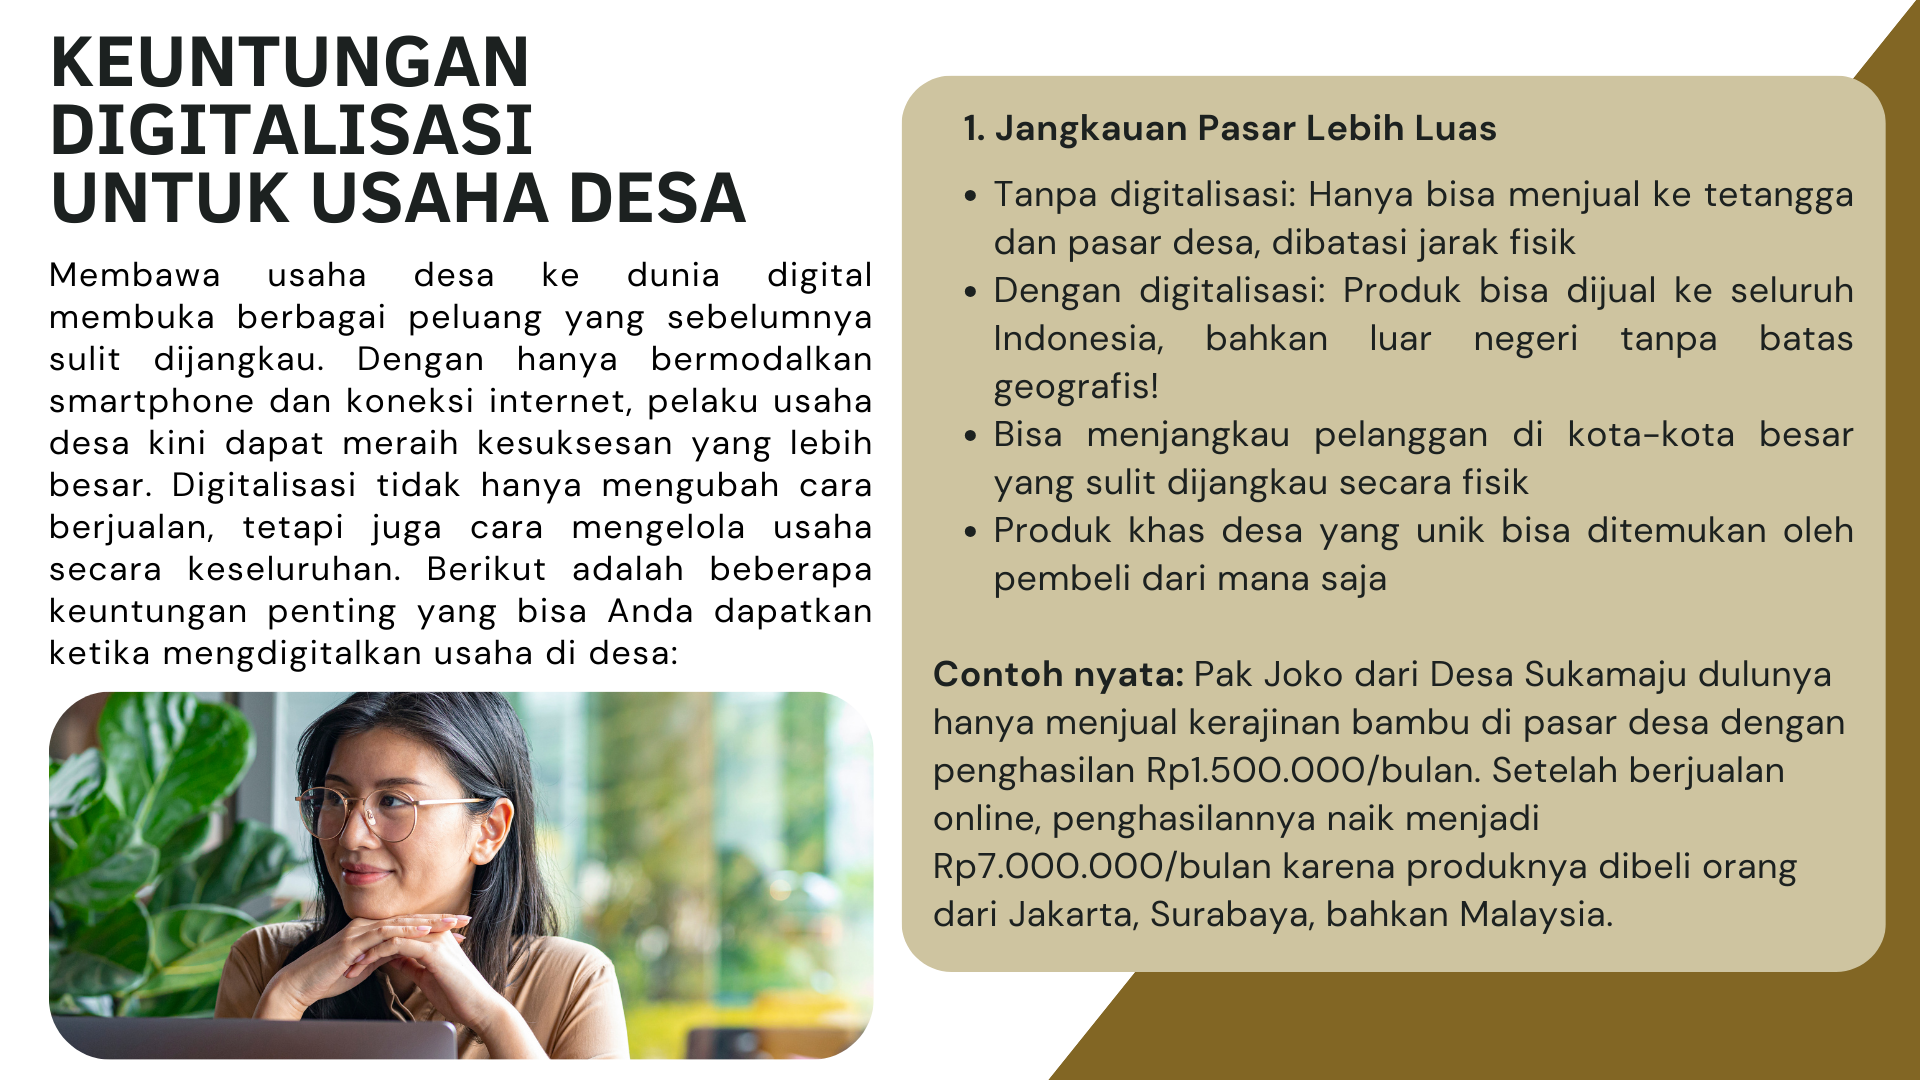 KEUNTUNGAN
DIGITALISASI
UNTUK USAHA DESA
Membawa usaha desa ke dunia digital
membuka berbagai peluang yang sebelumnya
sulit dijangkau. Dengan hanya bermodalkan
smartphone dan koneksi internet, pelaku usaha
desa kini dapat meraih kesuksesan yang lebih
besar. Digitalisasi tidak hanya mengubah cara
berjualan, tetapi juga cara mengelola usaha
secara keseluruhan. Berikut adalah beberapa
keuntungan penting yang bisa Anda dapatkan
ketika mengdigitalkan usaha di desa:
1. Jangkauan Pasar Lebih Luas
• Tanpa digitalisasi: Hanya bisa menjual ke tetangga
dan pasar desa, dibatasi jarak fisik
• Dengan digitalisasi: Produk bisa dijual ke seluruh
Indonesia, bahkan luar negeri tanpa batas
geografis!
• Bisa menjangkau pelanggan di kota-kota besar
yang sulit dijangkau secara fisik
• Produk khas desa yang unik bisa ditemukan oleh
pembeli dari mana saja
Contoh nyata: Pak Joko dari Desa Sukamaju dulunya
hanya menjual kerajinan bambu di pasar desa dengan
penghasilan Rp1.500.000/bulan. Setelah berjualan
online, penghasilannya naik menjadi
Rp7.000.000/bulan karena produknya dibeli orang
dari Jakarta, Surabaya, bahkan Malaysia.